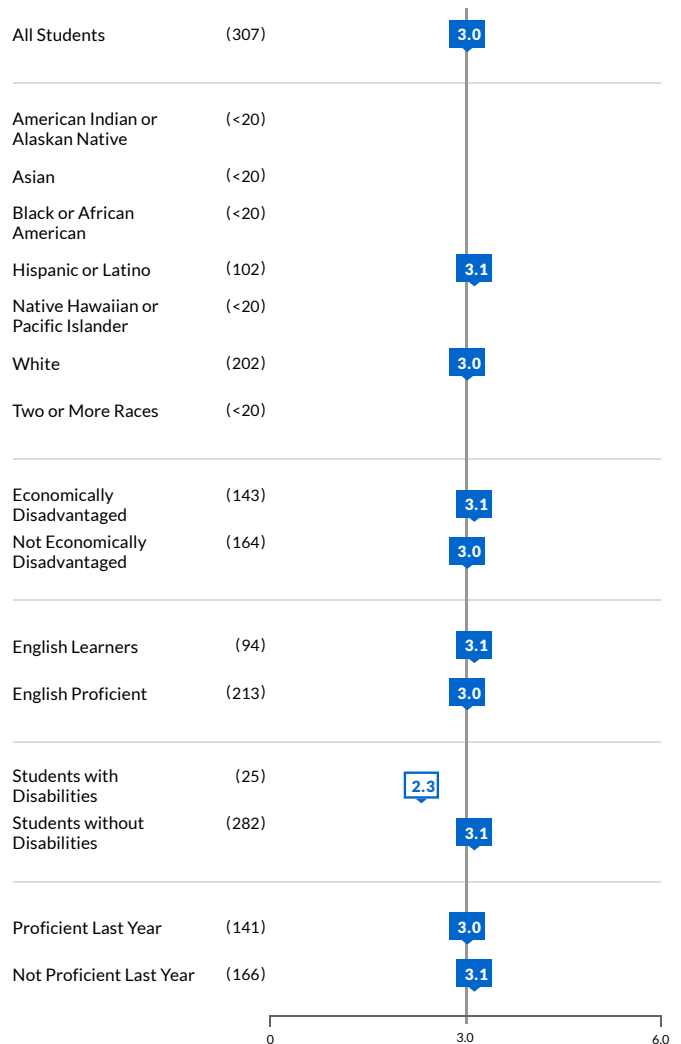 All Students (307) 3.0
American Indian or (<20)
Alaskan Native
Asian (<20)
Black or African (<20)
American
Hispanic or Latino (102) 3.1
Native Hawaiian or (<20)
Pacific Islander
White (202) 3.0
Two or More Races (<20)
Economically (143) 3.1
Disadvantaged
Not Economically (164) 3.0
Disadvantaged
English Learners (94) 3.1
English Proficient (213) 3.0
Students with (25) 2.3
Disabilities
Students without (282) 3.1
Disabilities
Proficient Last Year (141) 3.0
Not Proficient Last Year (166) 3.1
0 3.0 6.0